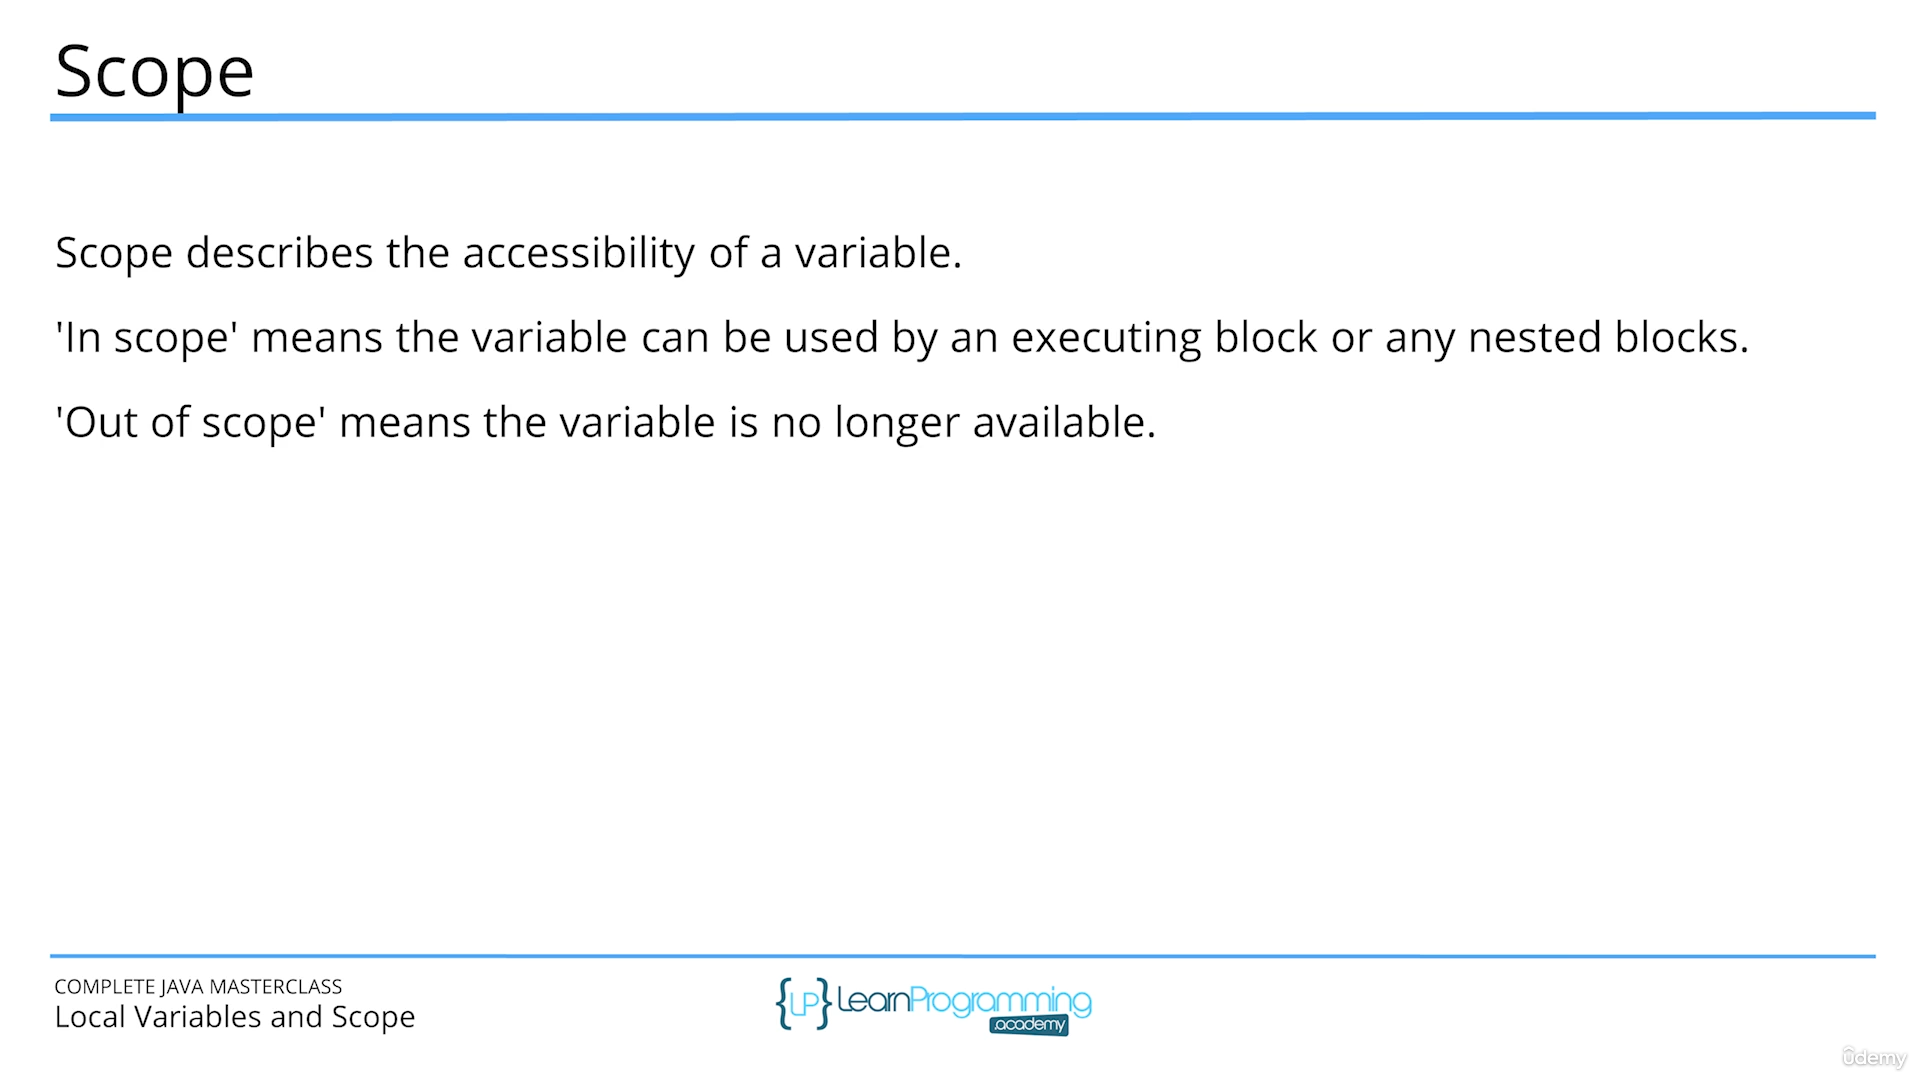 Scope
Scope describes the accessibility of a variable.
'In scope' means the variable can be used by an executing block or any nested blocks.
'Out of scope' means the variable is no longer available.
COMPLETE JAVA MASTERCLASS
Local Variables and Scope
{LP} LearnProgramming
.academy
ûdemy